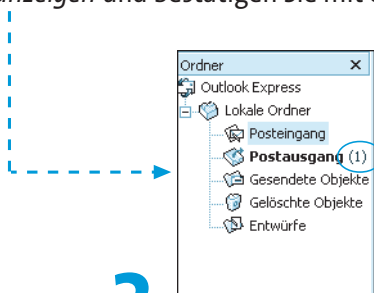 anzeigen und bestätigen Sie mit
Ordner
Outlook Express
Lokale Ordner
Posteingang
Postausgang (1)
Gesendete Objekte
Gelöschte Objekte
Entwürfe